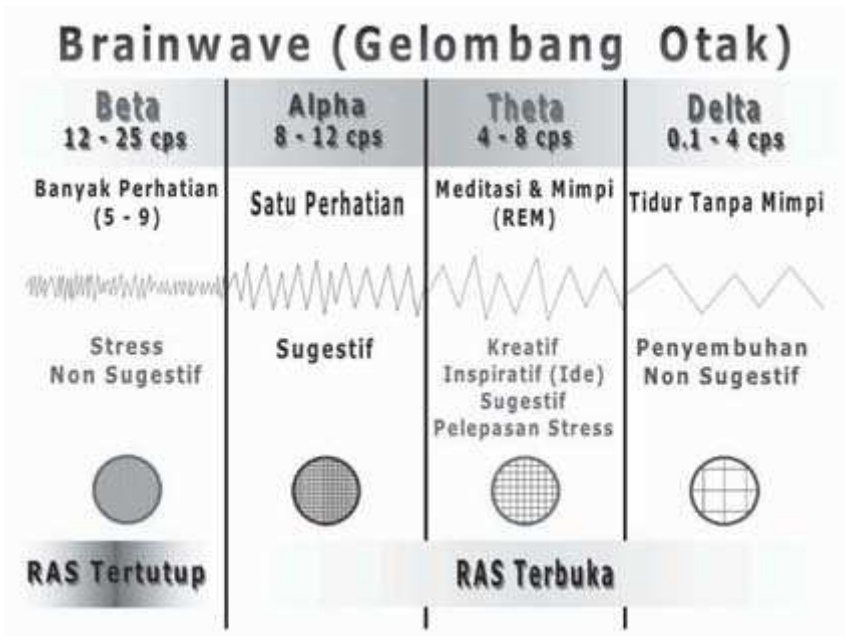 Brainwave (Gelombang Otak)
Beta
12 - 25 cps
Banyak Perhatian
(5 - 9)
Stress
Non Sugestif
RAS Tertutup
Alpha
8 - 12 cps
Satu Perhatian
Sugestif
Theta
4 - 8 cps
Meditasi & Mimpi
(REM)
Kreatif
Inspiratif (Ide)
Sugestif
Pelepasan Stress
Delta
0.1 - 4 cps
Tidur Tanpa Mimpi
Penyembuhan
Non Sugestif
RAS Terbuka